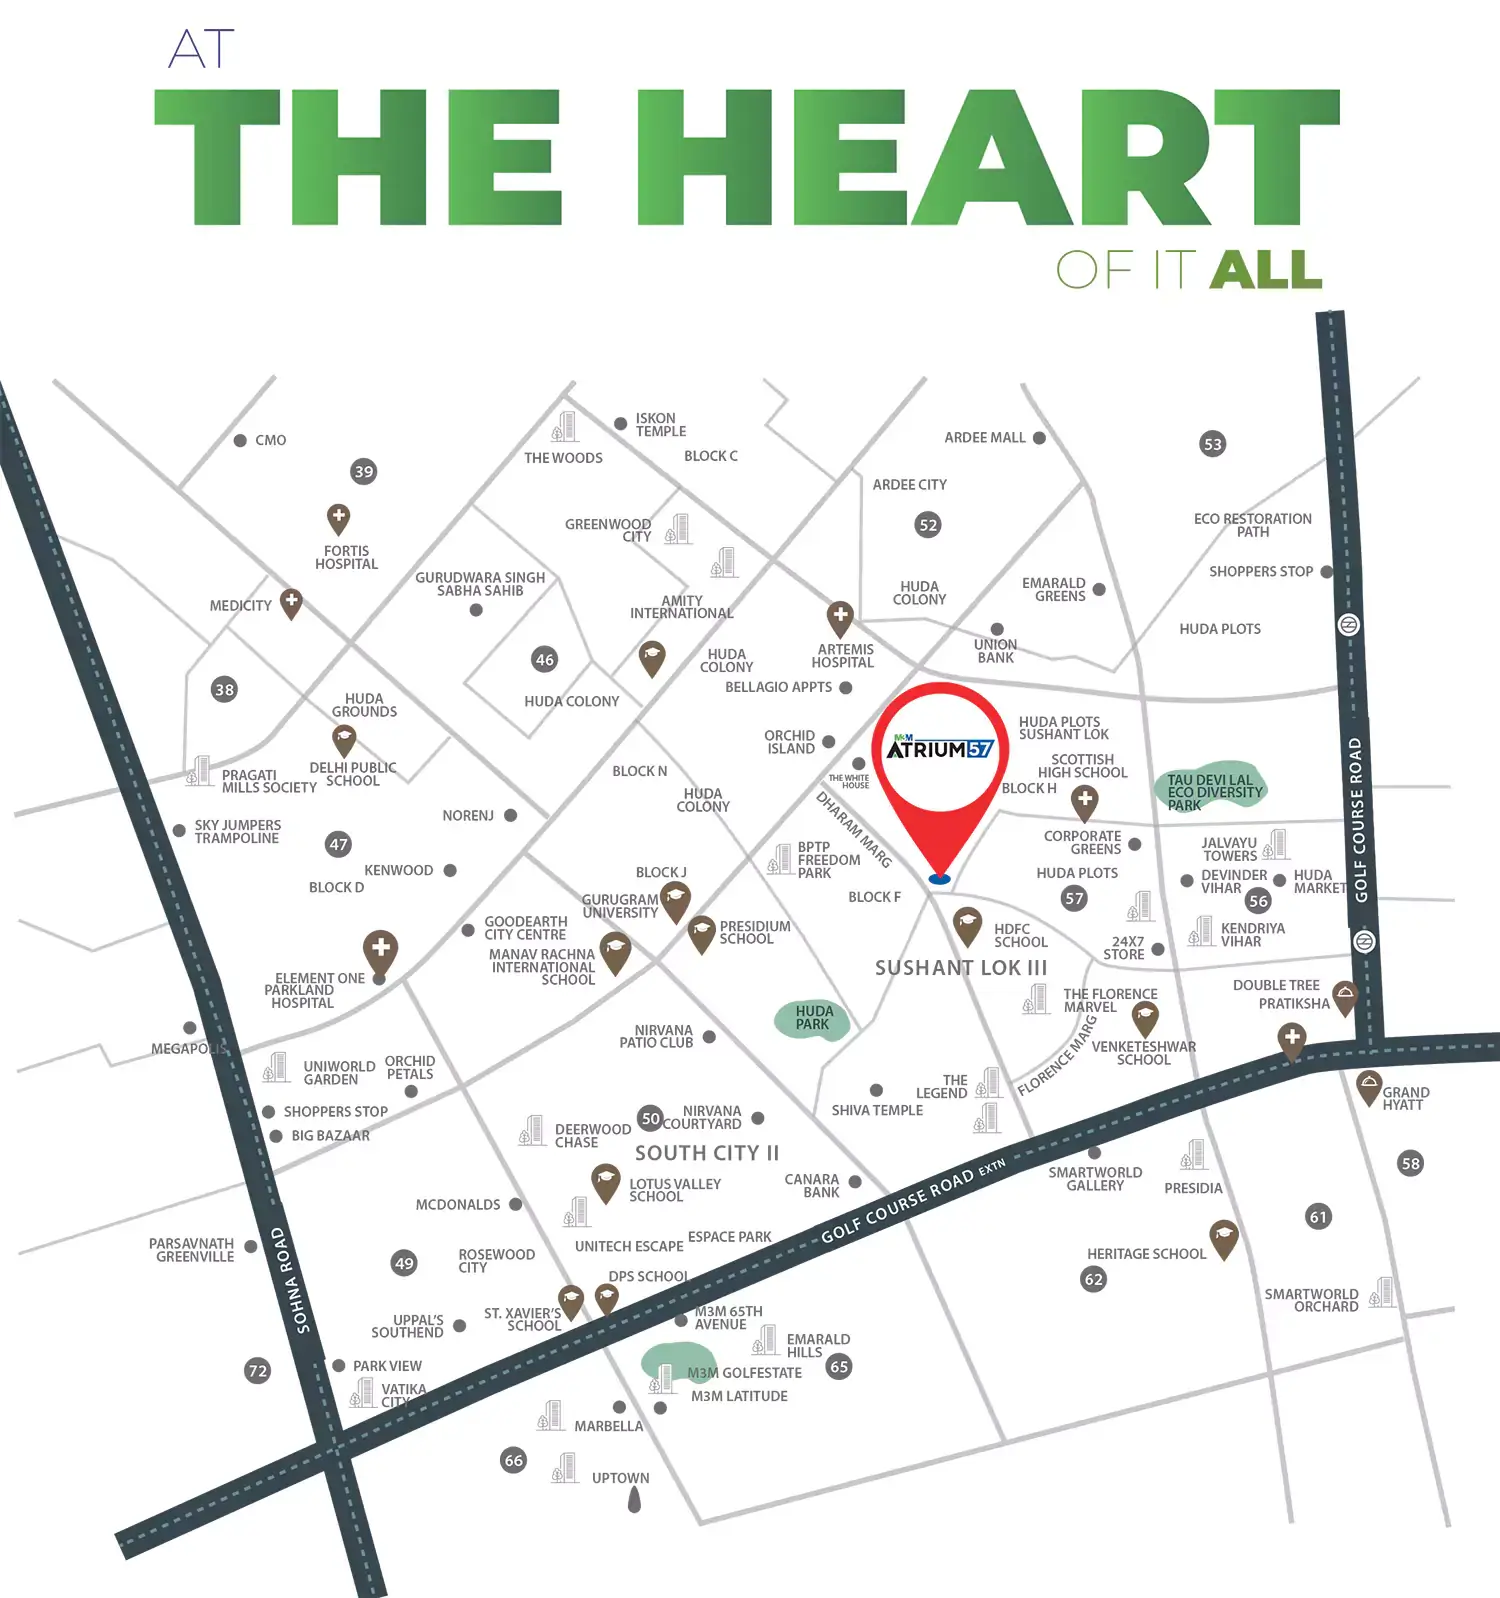 AT
THE HEART
OF IT ALL
CMO
39
FORTIS
HOSPITAL
MEDICITY
38
ISKON
TEMPLE
THE WOODS
BLOCK C
GREENWOOD
CITY
GURUDWARA SINGH
SABHA SAHIB
AMITY
INTERNATIONAL
46
HUDA COLONY
HUDA
COLONY
ARDEE MALL
53
ARDEE CITY
52
ECO RESTORATION
PATH
SHOPPERS STOP
HUDA
COLONY
EMARALD
GREENS
HUDA PLOTS
UNION
BANK
ARTEMIS
HOSPITAL
BELLAGIO APPTS
HUDA
GROUNDS
DELHI PUBLIC
SCHOOL
PRAGATI
MILLS SOCIETY
ORCHID
ISLAND
THE WHITE
HOUSE
M3M
ATRIUM57
HUDA PLOTS
SUSHANT LOK
SCOTTISH
HIGH SCHOOL
BLOCK H
TAU DEVI LAL
ECO DIVERSITY
PARK
GOLF COURSE ROAD
BLOCK N
HUDA
COLONY
DHARAM MARG
SKY JUMPERS
TRAMPOLINE
NORENJ
47
KENWOOD
BLOCK D
BPTP
FREEDOM
PARK
CORPORATE
GREENS
JALVAYU
TOWERS
HUDA PLOTS
57
DEVINDER
VIHAR
HUDA
MARKET
56
BLOCK J
GURUGRAM
UNIVERSITY
BLOCK F
PRESIDIUM
SCHOOL
GOODEARTH
CITY CENTRE
MANAV RACHNA
INTERNATIONAL
SCHOOL
HDFC
SCHOOL
24X7
STORE
KENDRIYA
VIHAR
SUSHANT LOK III
ELEMENT ONE
PARKLAND
HOSPITAL
DOUBLE TREE
PRATIKSHA
THE FLORENCE
MARVEL
HUDA
PARK
FLORENCE MARG
VENKETESHWAR
SCHOOL
MEGAPOLIS
NIRVANA
PATIO CLUB
UNIWORLD
GARDEN
ORCHID
PETALS
THE
LEGEND
GRAND
HYATT
SHOPPERS STOP
BIG BAZAAR
SHIVA TEMPLE
50
NIRVANA
COURTYARD
DEERWOOD
CHASE
SOUTH CITY II
58
SMARTWORLD
GALLERY
PRESIDIA
CANARA
BANK
LOTUS VALLEY
SCHOOL
MCDONALDS
GOLF COURSE ROAD EXTN
61
PARSAVNATH
GREENVILLE
SOHNA ROAD
49
ROSEWOOD
CITY
UNITECH ESCAPE
ESPACE PARK
HERITAGE SCHOOL
62
DPS SCHOOL
SMARTWORLD
ORCHARD
UPPAL'S
SOUTHEND
ST. XAVIER'S
SCHOOL
M3M 65TH
AVENUE
EMARALD
HILLS
65
72
PARK VIEW
VATIKA
CITY
M3M GOLFESTATE
M3M LATITUDE
MARBELLA
66
UPTOWN